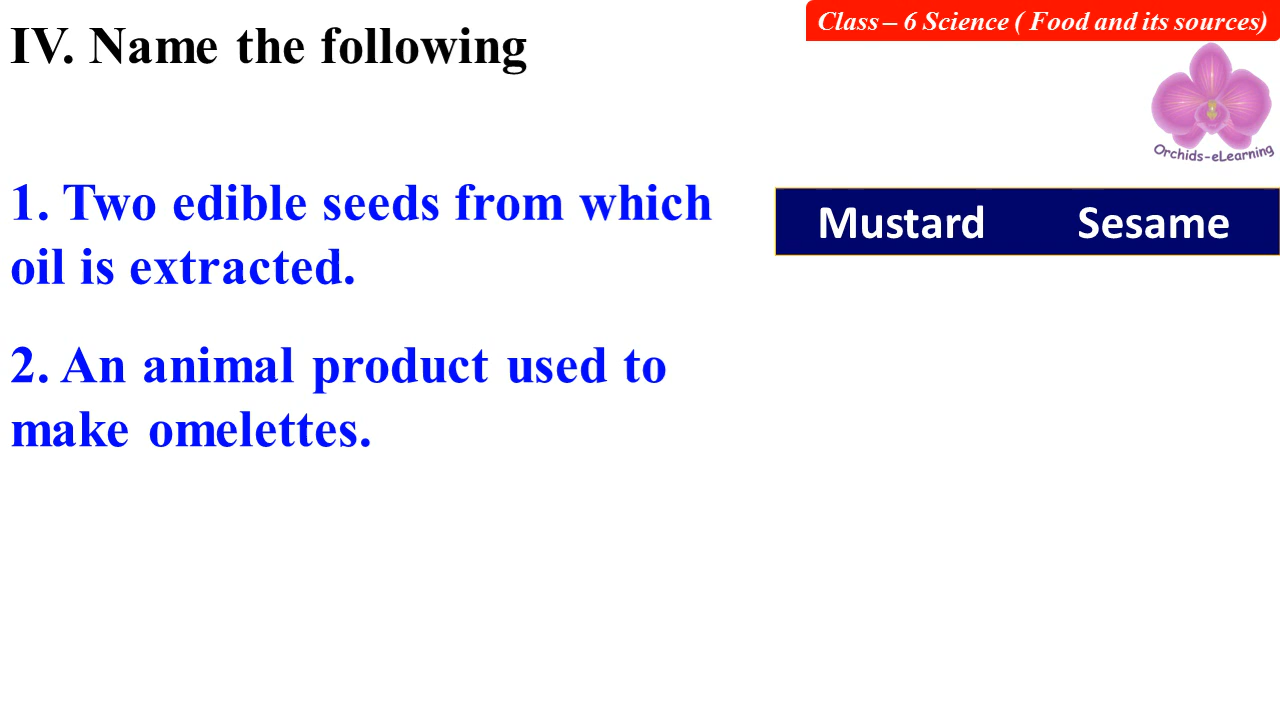 Class – 6 Science ( Food and its sources)
IV. Name the following
Orchids-eLearning
1. Two edible seeds from which
oil is extracted.
Mustard Sesame
2. An animal product used to
make omelettes.